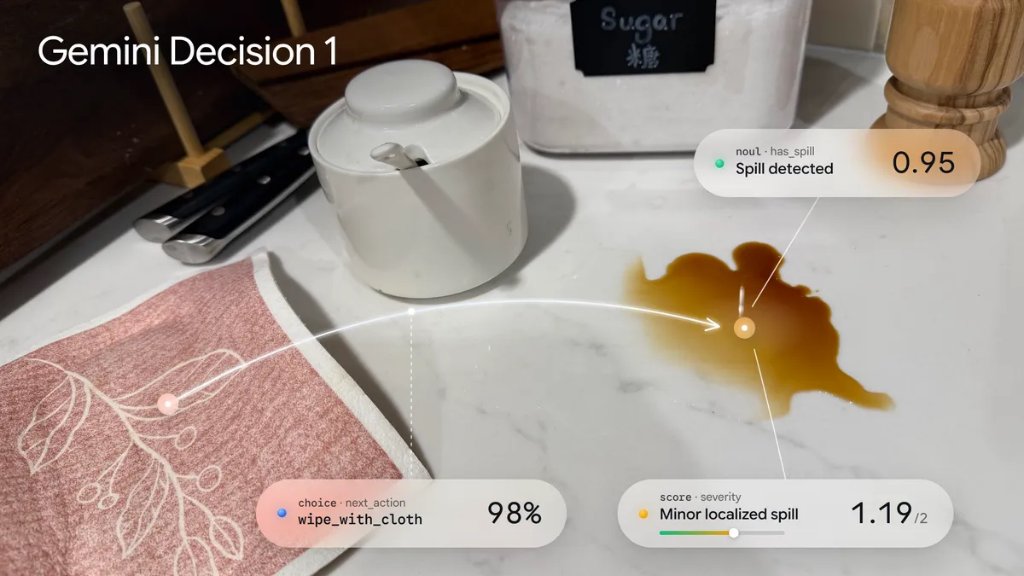 Gemini Decision 1
Sugar
糖
noul · has_spill
Spill detected
0.95
choice · next_action
wipe_with_cloth
98%
score · severity
Minor localized spill
1.19/2